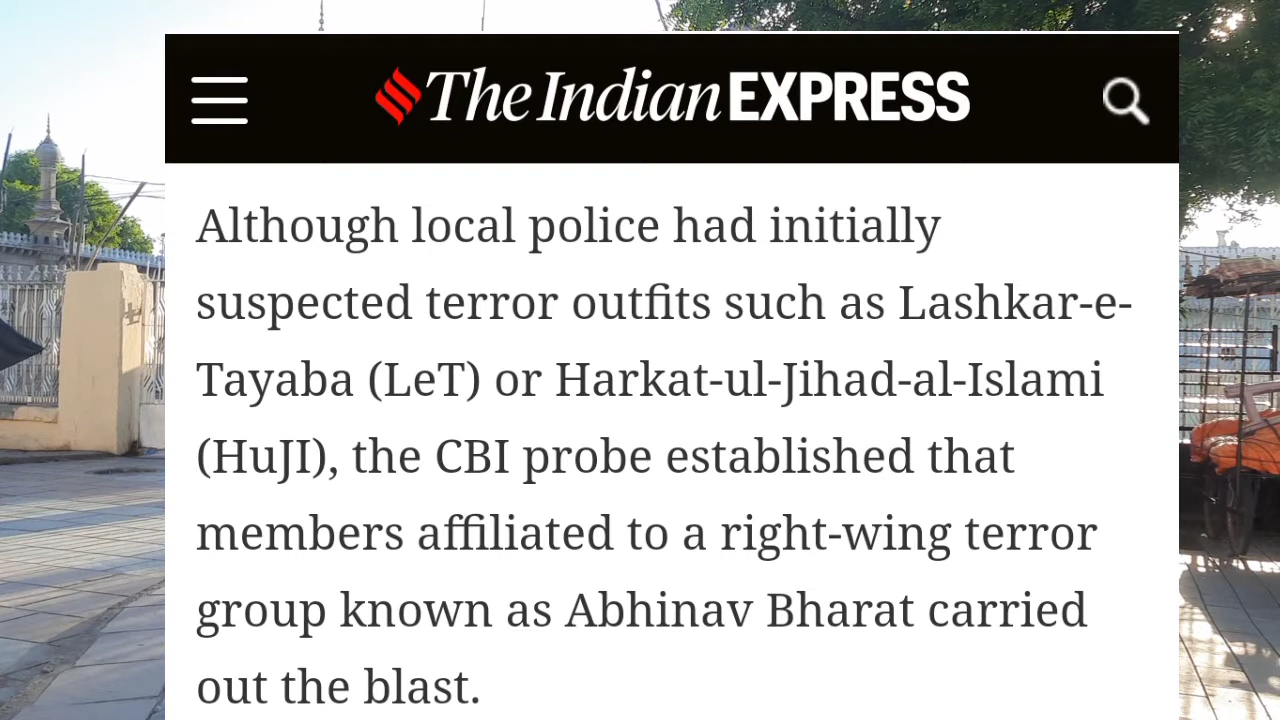 The Indian EXPRESS
Although local police had initially
suspected terror outfits such as Lashkar-e-
Tayaba (LeT) or Harkat-ul-Jihad-al-Islami
(HuJI), the CBI probe established that
members affiliated to a right-wing terror
group known as Abhinav Bharat carried
out the blast.